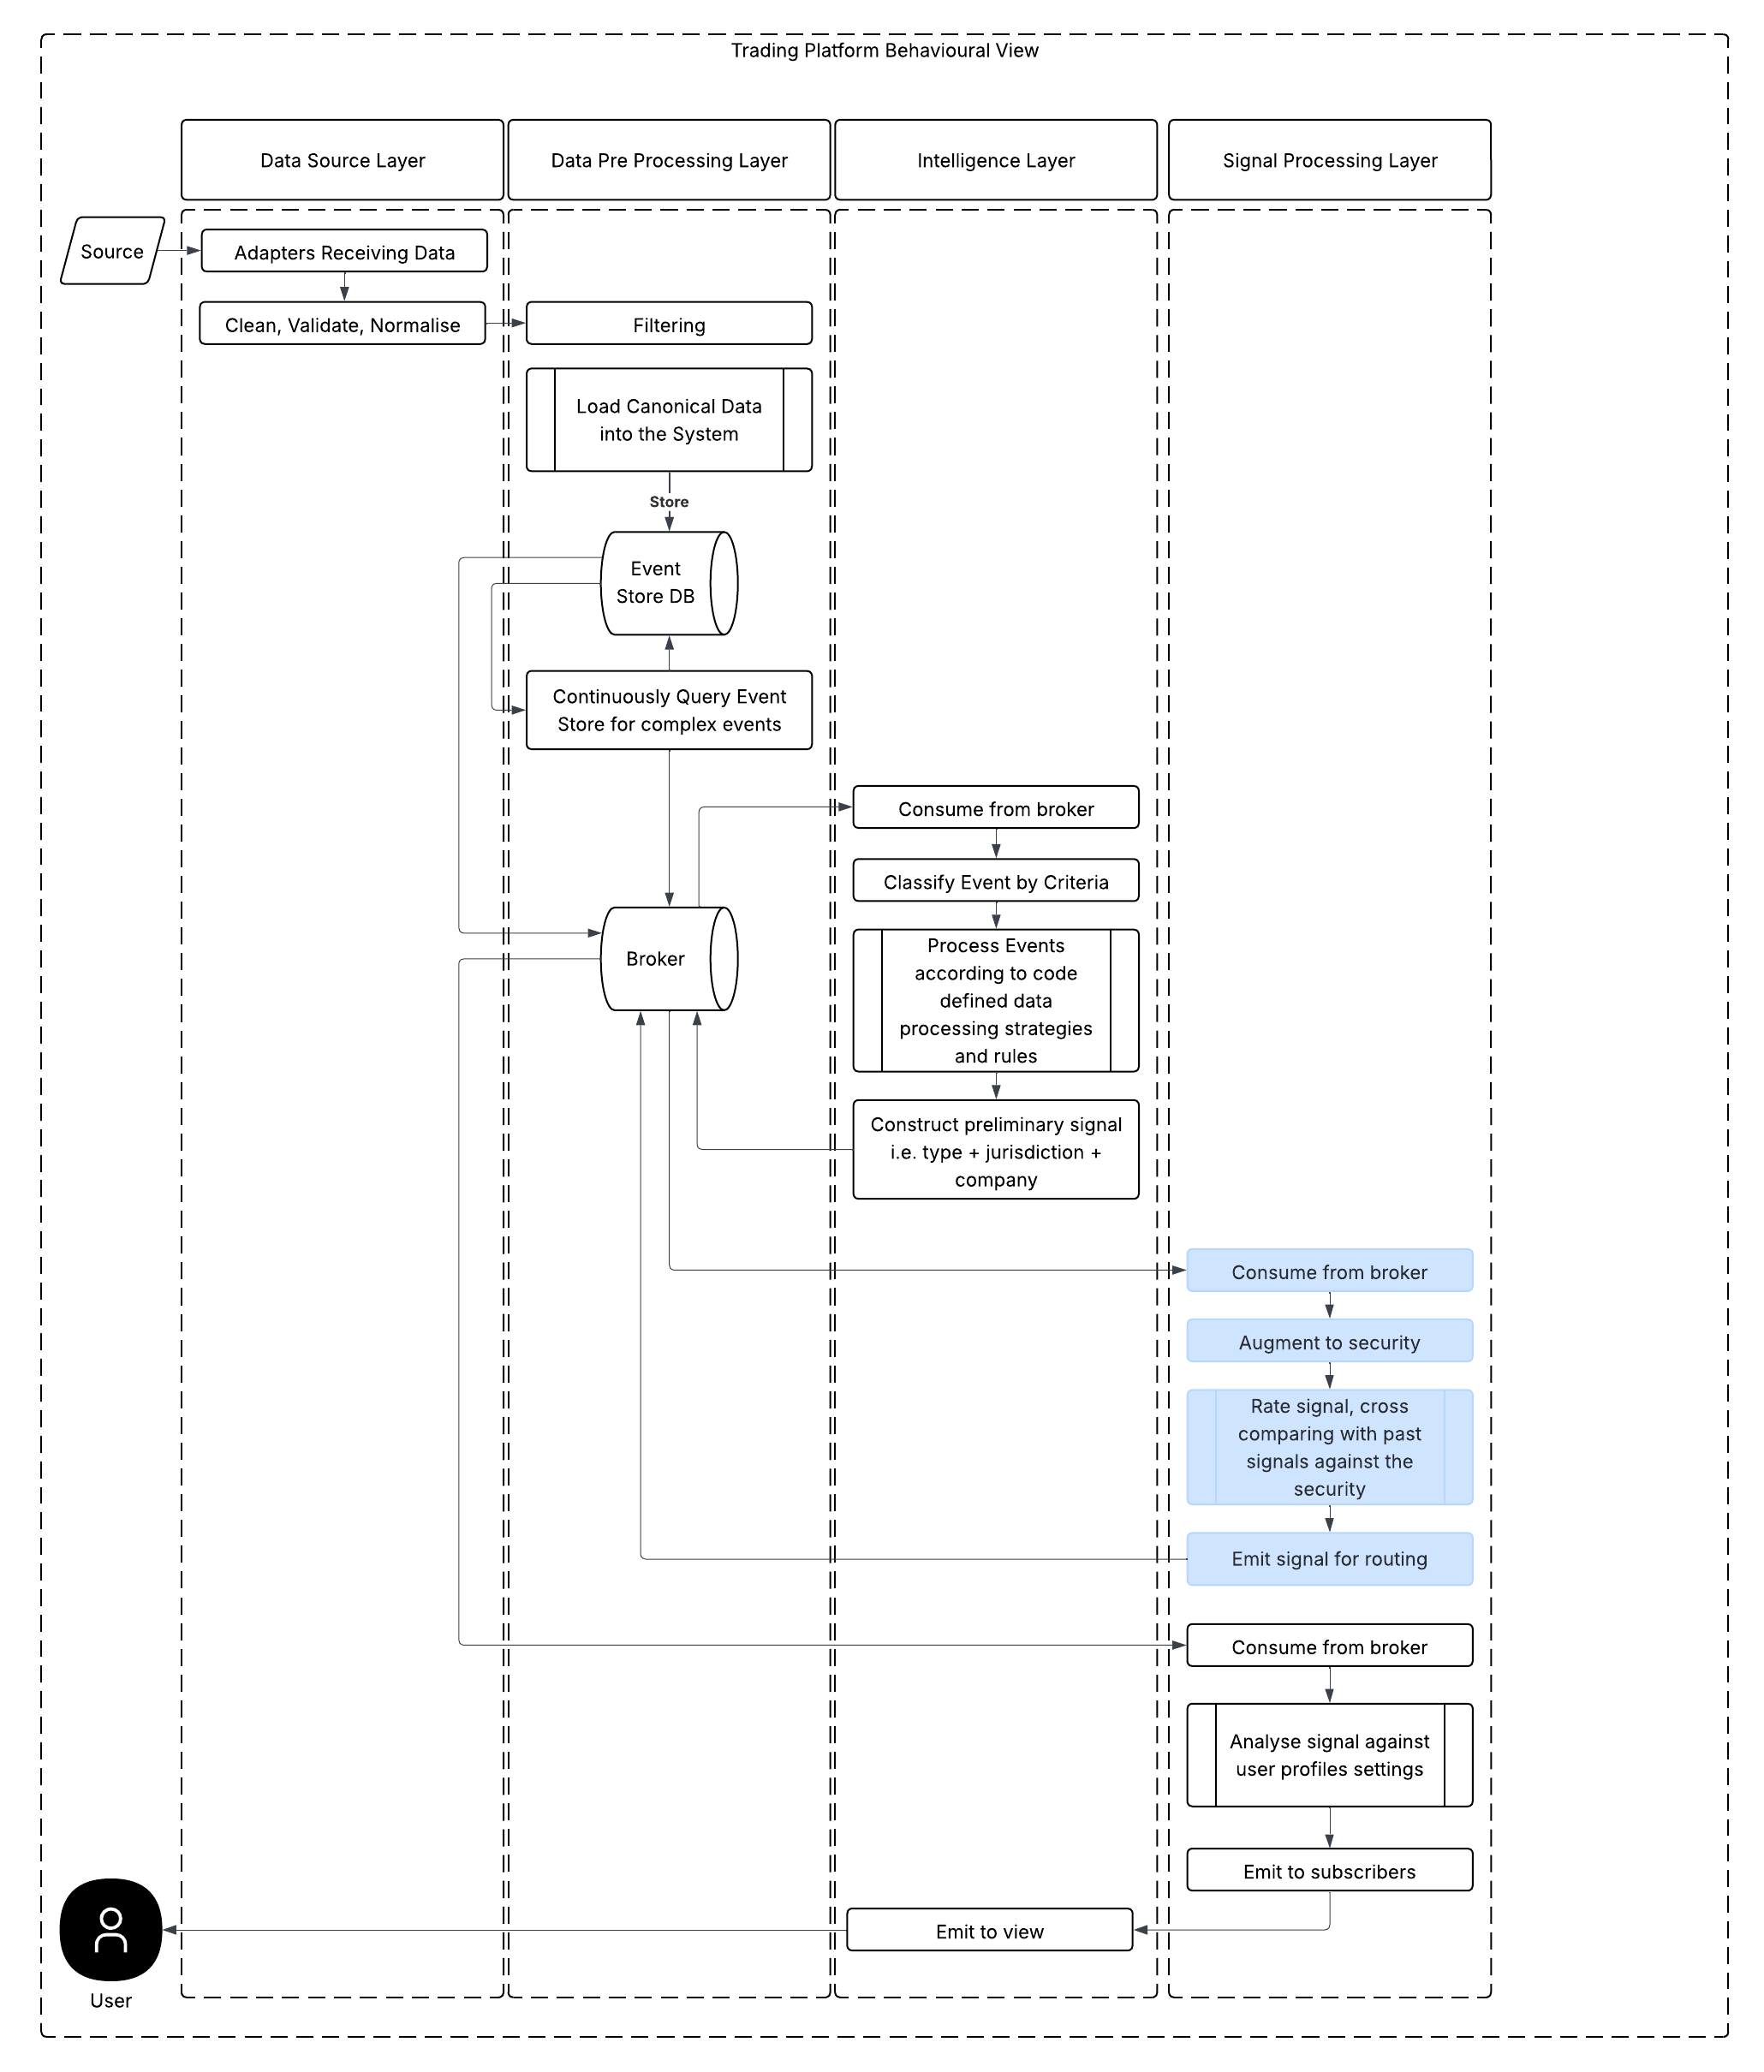 Trading Platform Behavioural View
Data Source Layer
Data Pre Processing Layer
Intelligence Layer
Signal Processing Layer
Source
Adapters Receiving Data
Clean, Validate, Normalise
Filtering
Load Canonical Data
into the System
Store
Event
Store DB
Continuously Query Event
Store for complex events
Consume from broker
Classify Event by Criteria
Broker
Process Events
according to code
defined data
processing strategies
and rules
Construct preliminary signal
i.e. type + jurisdiction +
company
Consume from broker
Augment to security
Rate signal, cross
comparing with past
signals against the
security
Emit signal for routing
Consume from broker
Analyse signal against
user profiles settings
Emit to subscribers
Emit to view
User